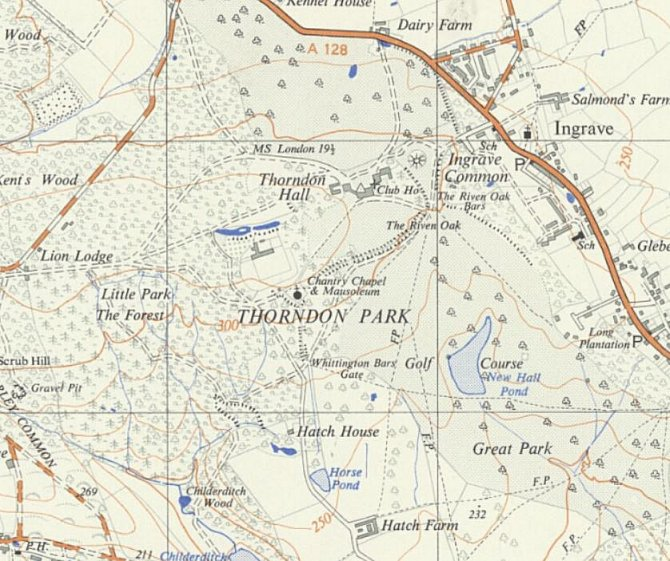 Kennel House
Dairy Farm
Wood
A 128
FP
Salmond's Farm
Ingrave
MS London 19½
Sch
250
Ingrave
Common
P
Kent's Wood
Thorndon
Hall
Club Ho
The Riven Oak
Bars
The Riven Oak
Sch
Glebe
Lion Lodge
Chantry Chapel
& Mausoleum
Little Park
The Forest
300
THORNDON PARK
FP
Long
Plantation
P
Scrub Hill
Whittington Bars
Gate
Golf Course
New Hall
Pond
Gravel Pit
COMMON
Hatch House
F.P
Great Park
Horse
Pond
F.P.
269
Childerditch
Wood
250
232
Hatch Farm
F.P.
P.H.
211
Childerditch